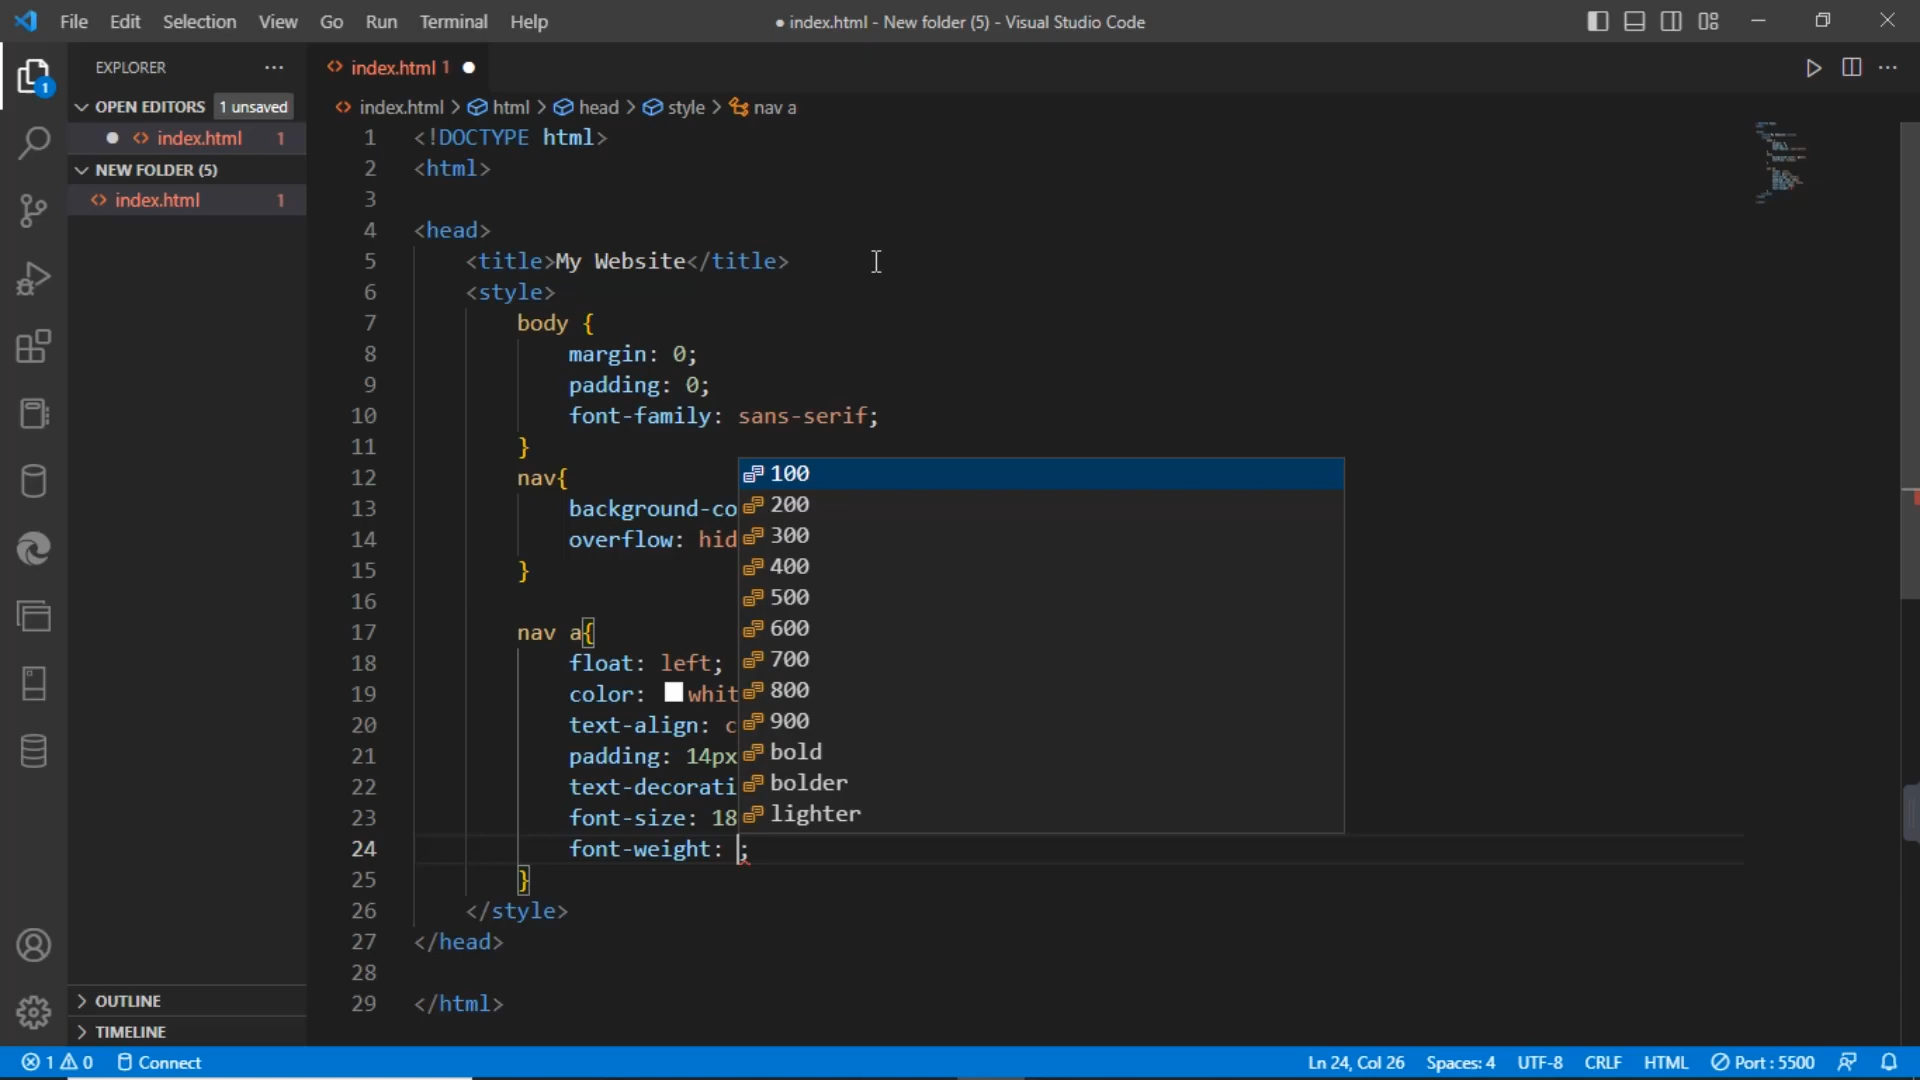 File Edit Selection View Go Run Terminal Help
● index.html - New folder (5) - Visual Studio Code
EXPLORER ...
OPEN EDITORS 1 unsaved
index.html 1
NEW FOLDER (5)
index.html 1
1
index.html 1
index.html > html > head > style > nav a
1 <!DOCTYPE html>
2 <html>
3
4 <head>
5 <title>My Website</title>
6 <style>
7 body {
8 margin: 0;
9 padding: 0;
10 font-family: sans-serif;
11 }
12 nav{
13 background-co
14 overflow: hid
15 }
16
17 nav a{
18 float: left;
19 color: whit
20 text-align: c
21 padding: 14px
22 text-decorati
23 font-size: 18
24 font-weight: ;
25 }
26 </style>
27 </head>
28
29 </html>
100
200
300
400
500
600
700
800
900
bold
bolder
lighter
OUTLINE
TIMELINE
1 0 Connect
Ln 24, Col 26 Spaces: 4 UTF-8 CRLF HTML Port : 5500